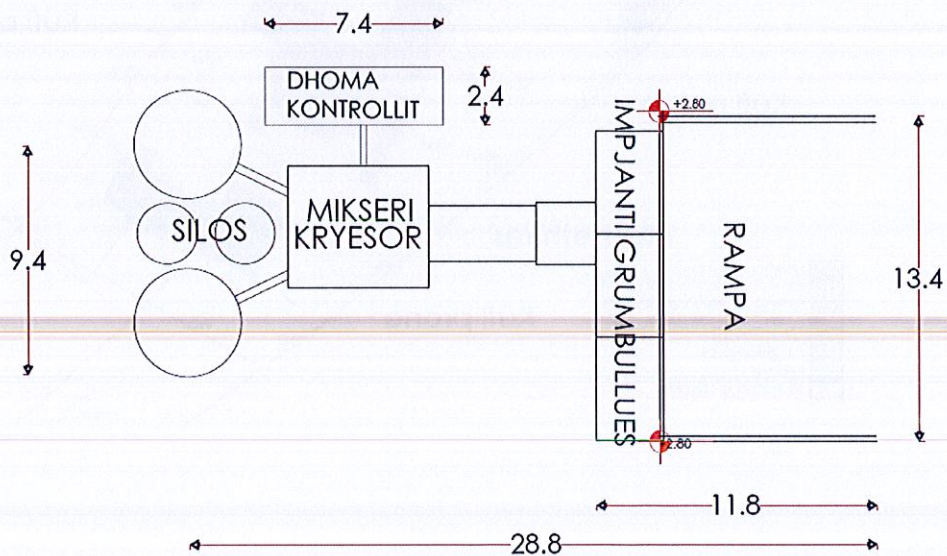 7.4
DHOMA
KONTROLLIT
2.4
+2.80
IMPJANTI GRUMBULLUES
SILOS
MIKSERI
KRYESOR
RAMPA
9.4
13.4
2.80
11.8
28.8